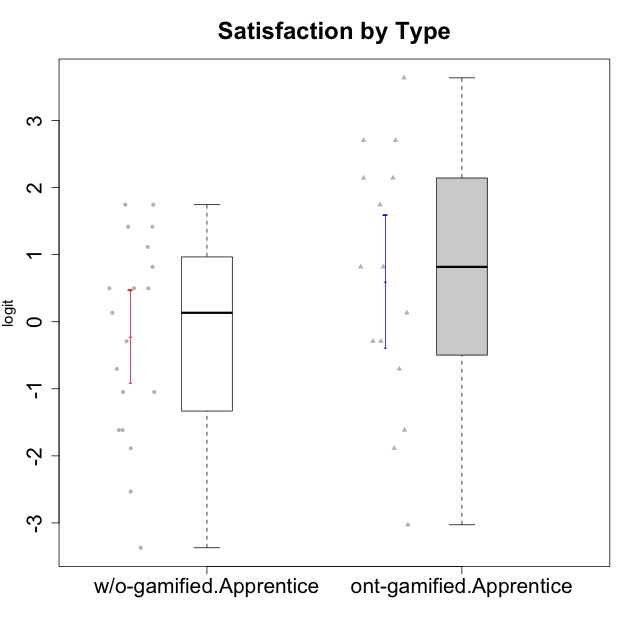 Satisfaction by Type
logit
3
2
1
0
-1
-2
-3
w/o-gamified.Apprentice ont-gamified.Apprentice